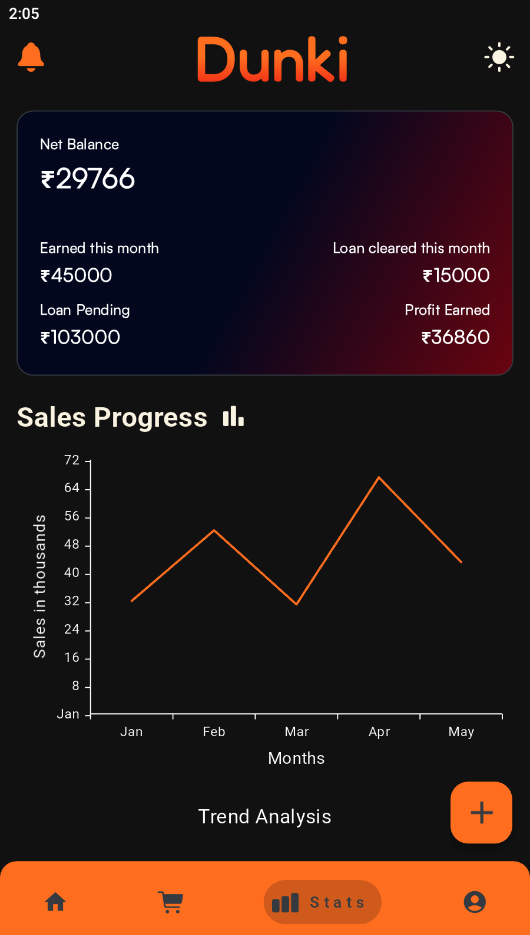 2:05
Dunki
Net Balance
₹29766
Earned this month Loan cleared this month
₹45000 ₹15000
Loan Pending Profit Earned
₹103000 ₹36860
Sales Progress
72
64
56
48
40
32
24
16
8
Jan
Sales in thousands
Jan Feb Mar Apr May
Months
Trend Analysis
+
Stats